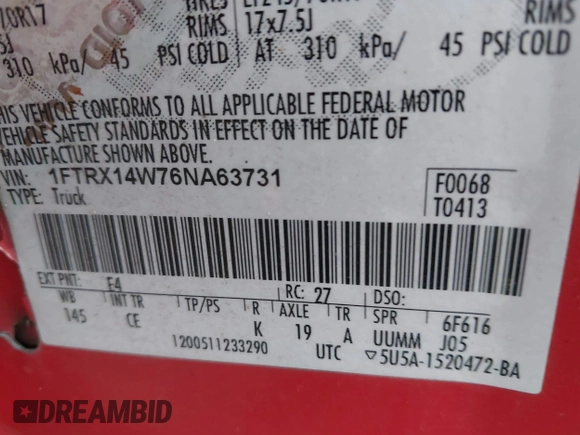 RIMS
RIMS
17x7.5J
310 kPa/ 45 PSI COLD AT 310 kPa/ 45 PSI COLD
THIS VEHICLE CONFORMS TO ALL APPLICABLE FEDERAL MOTOR
VEHICLE SAFETY STANDARDS IN EFFECT ON THE DATE OF
MANUFACTURE SHOWN ABOVE.
VIN: 1FTRX14W76NA63731
TYPE: Truck
F0068
T0413
EXT PNT: E4 RC: 27 DSO:
WB INT TR TP/PS R AXLE TR SPR 6F616
145 CE K 19 A UUMM J05
1200511233290 UTC ▽5U5A-1520472-BA
DREAMBID